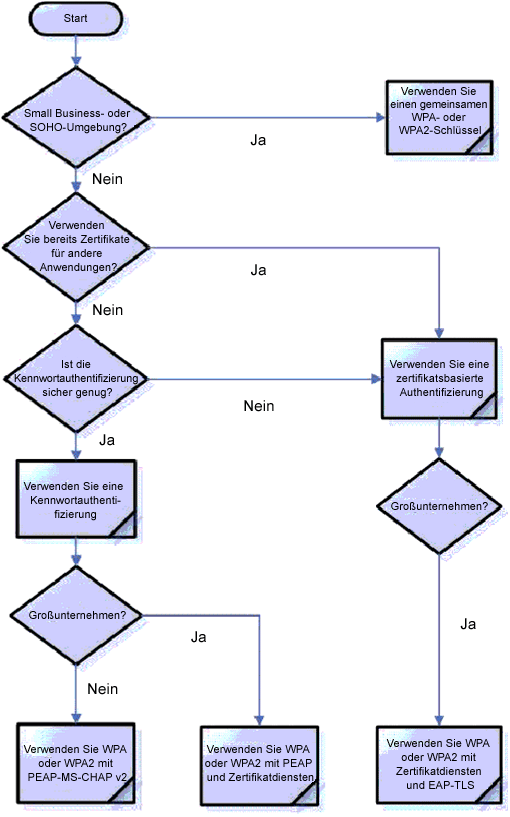 Start
Small Business- oder
SOHO-Umgebung?
Ja
Verwenden Sie
einen gemeinsamen
WPA- oder
WPA2-Schlüssel
Nein
Verwenden
Sie bereits Zertifikate
für andere
Anwendungen?
Ja
Nein
Ist die
Kennwortauthentifizierung
sicher genug?
Nein
Verwenden Sie eine
zertifikatsbasierte
Authentifizierung
Ja
Verwenden Sie eine
Kennwortauthenti-
fizierung
Großunternehmen?
Großunternehmen?
Ja
Ja
Nein
Verwenden Sie WPA
oder WPA2 mit
PEAP-MS-CHAP v2
Verwenden Sie WPA
oder WPA2 mit PEAP
und Zertifikatdiensten
Verwenden Sie WPA
oder WPA2 mit
Zertifikatdiensten
und EAP-TLS